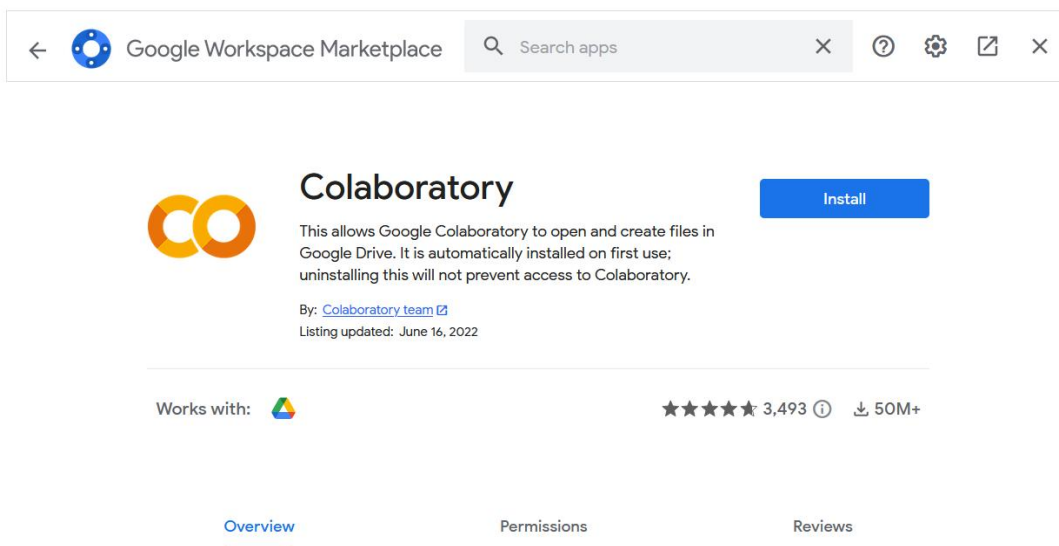 Google Workspace Marketplace Search apps
Colaboratory
Install
This allows Google Colaboratory to open and create files in
Google Drive. It is automatically installed on first use;
uninstalling this will not prevent access to Colaboratory.
By: Colaboratory team
Listing updated: June 16, 2022
Works with: 3,493 50M+
Overview Permissions Reviews